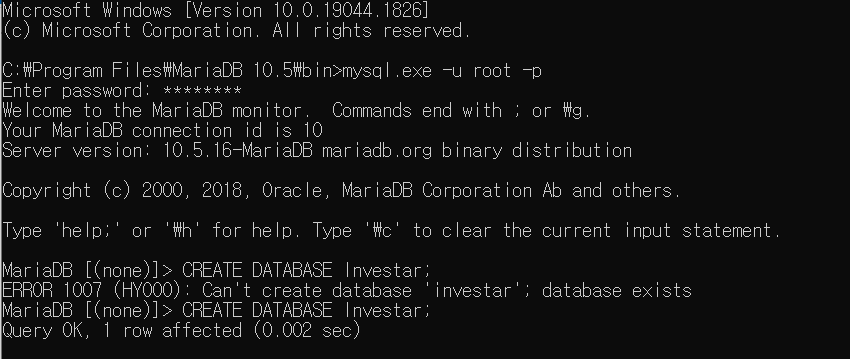 Microsoft Windows [Version 10.0.19044.1826]
(c) Microsoft Corporation. All rights reserved.
C:₩Program Files₩MariaDB 10.5₩bin>mysql.exe -u root -p
Enter password: ********
Welcome to the MariaDB monitor.  Commands end with ; or ₩g.
Your MariaDB connection id is 10
Server version: 10.5.16-MariaDB mariadb.org binary distribution
Copyright (c) 2000, 2018, Oracle, MariaDB Corporation Ab and others.
Type 'help;' or '₩h' for help. Type '₩c' to clear the current input statement.
MariaDB [(none)]> CREATE DATABASE Investar;
ERROR 1007 (HY000): Can't create database 'investar'; database exists
MariaDB [(none)]> CREATE DATABASE Investar;
Query OK, 1 row affected (0.002 sec)